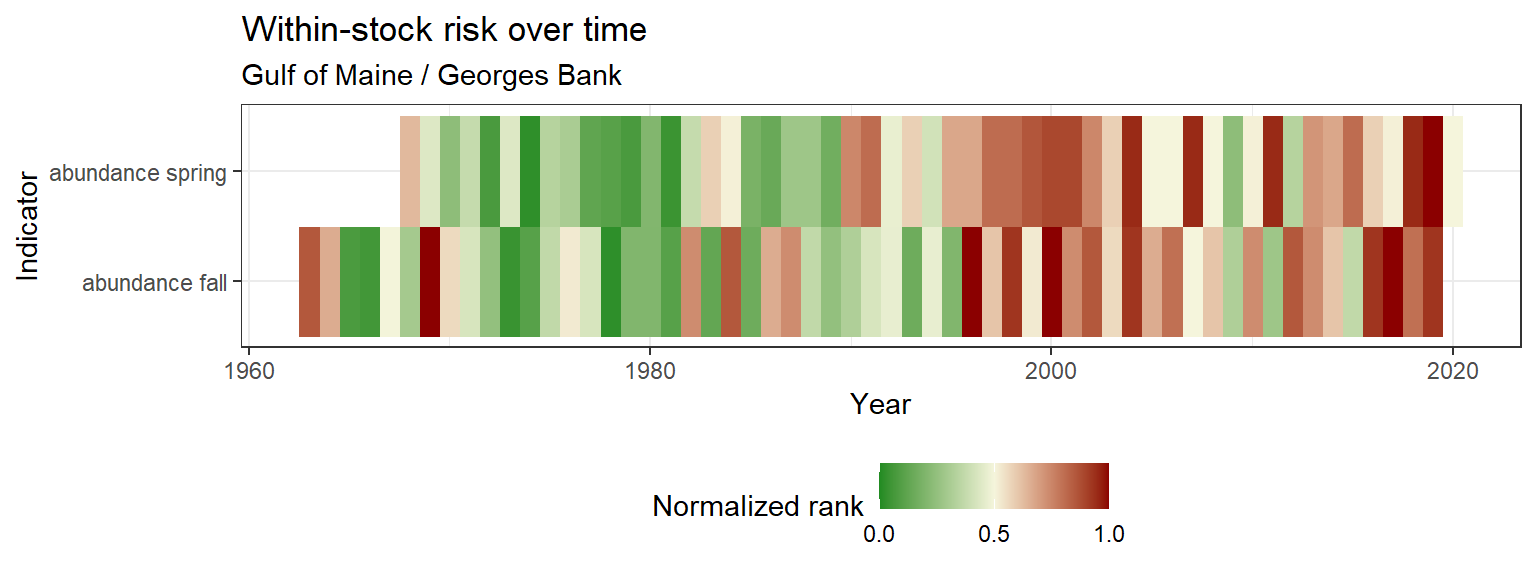 Within-stock risk over time
Gulf of Maine / Georges Bank
Indicator
abundance spring
abundance fall
1960 1980 2000 2020
Year
Normalized rank
0.0 0.5 1.0